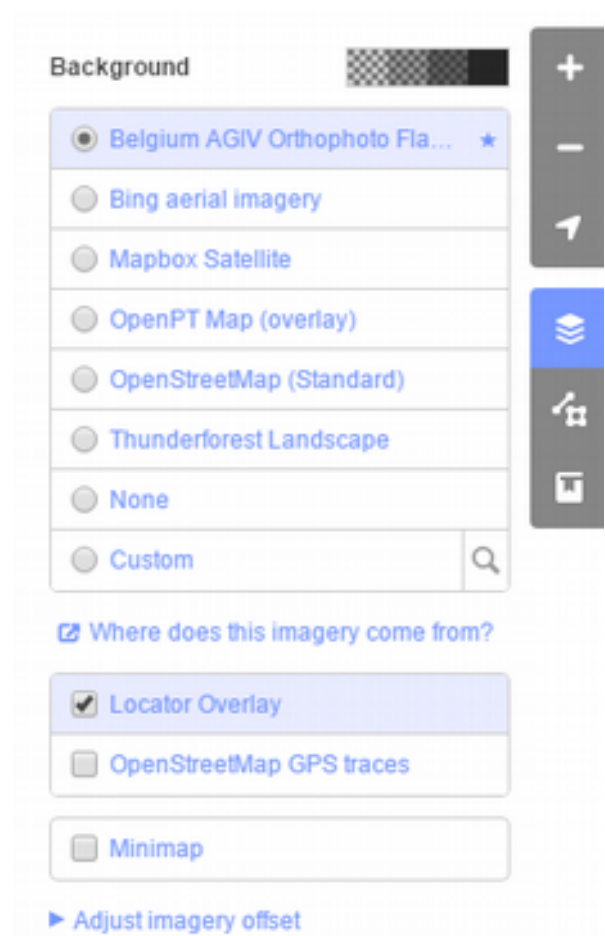 Background
Belgium AGIV Orthophoto Fla...
Bing aerial imagery
Mapbox Satellite
OpenPT Map (overlay)
OpenStreetMap (Standard)
Thunderforest Landscape
None
Custom
Where does this imagery come from?
Locator Overlay
OpenStreetMap GPS traces
Minimap
Adjust imagery offset